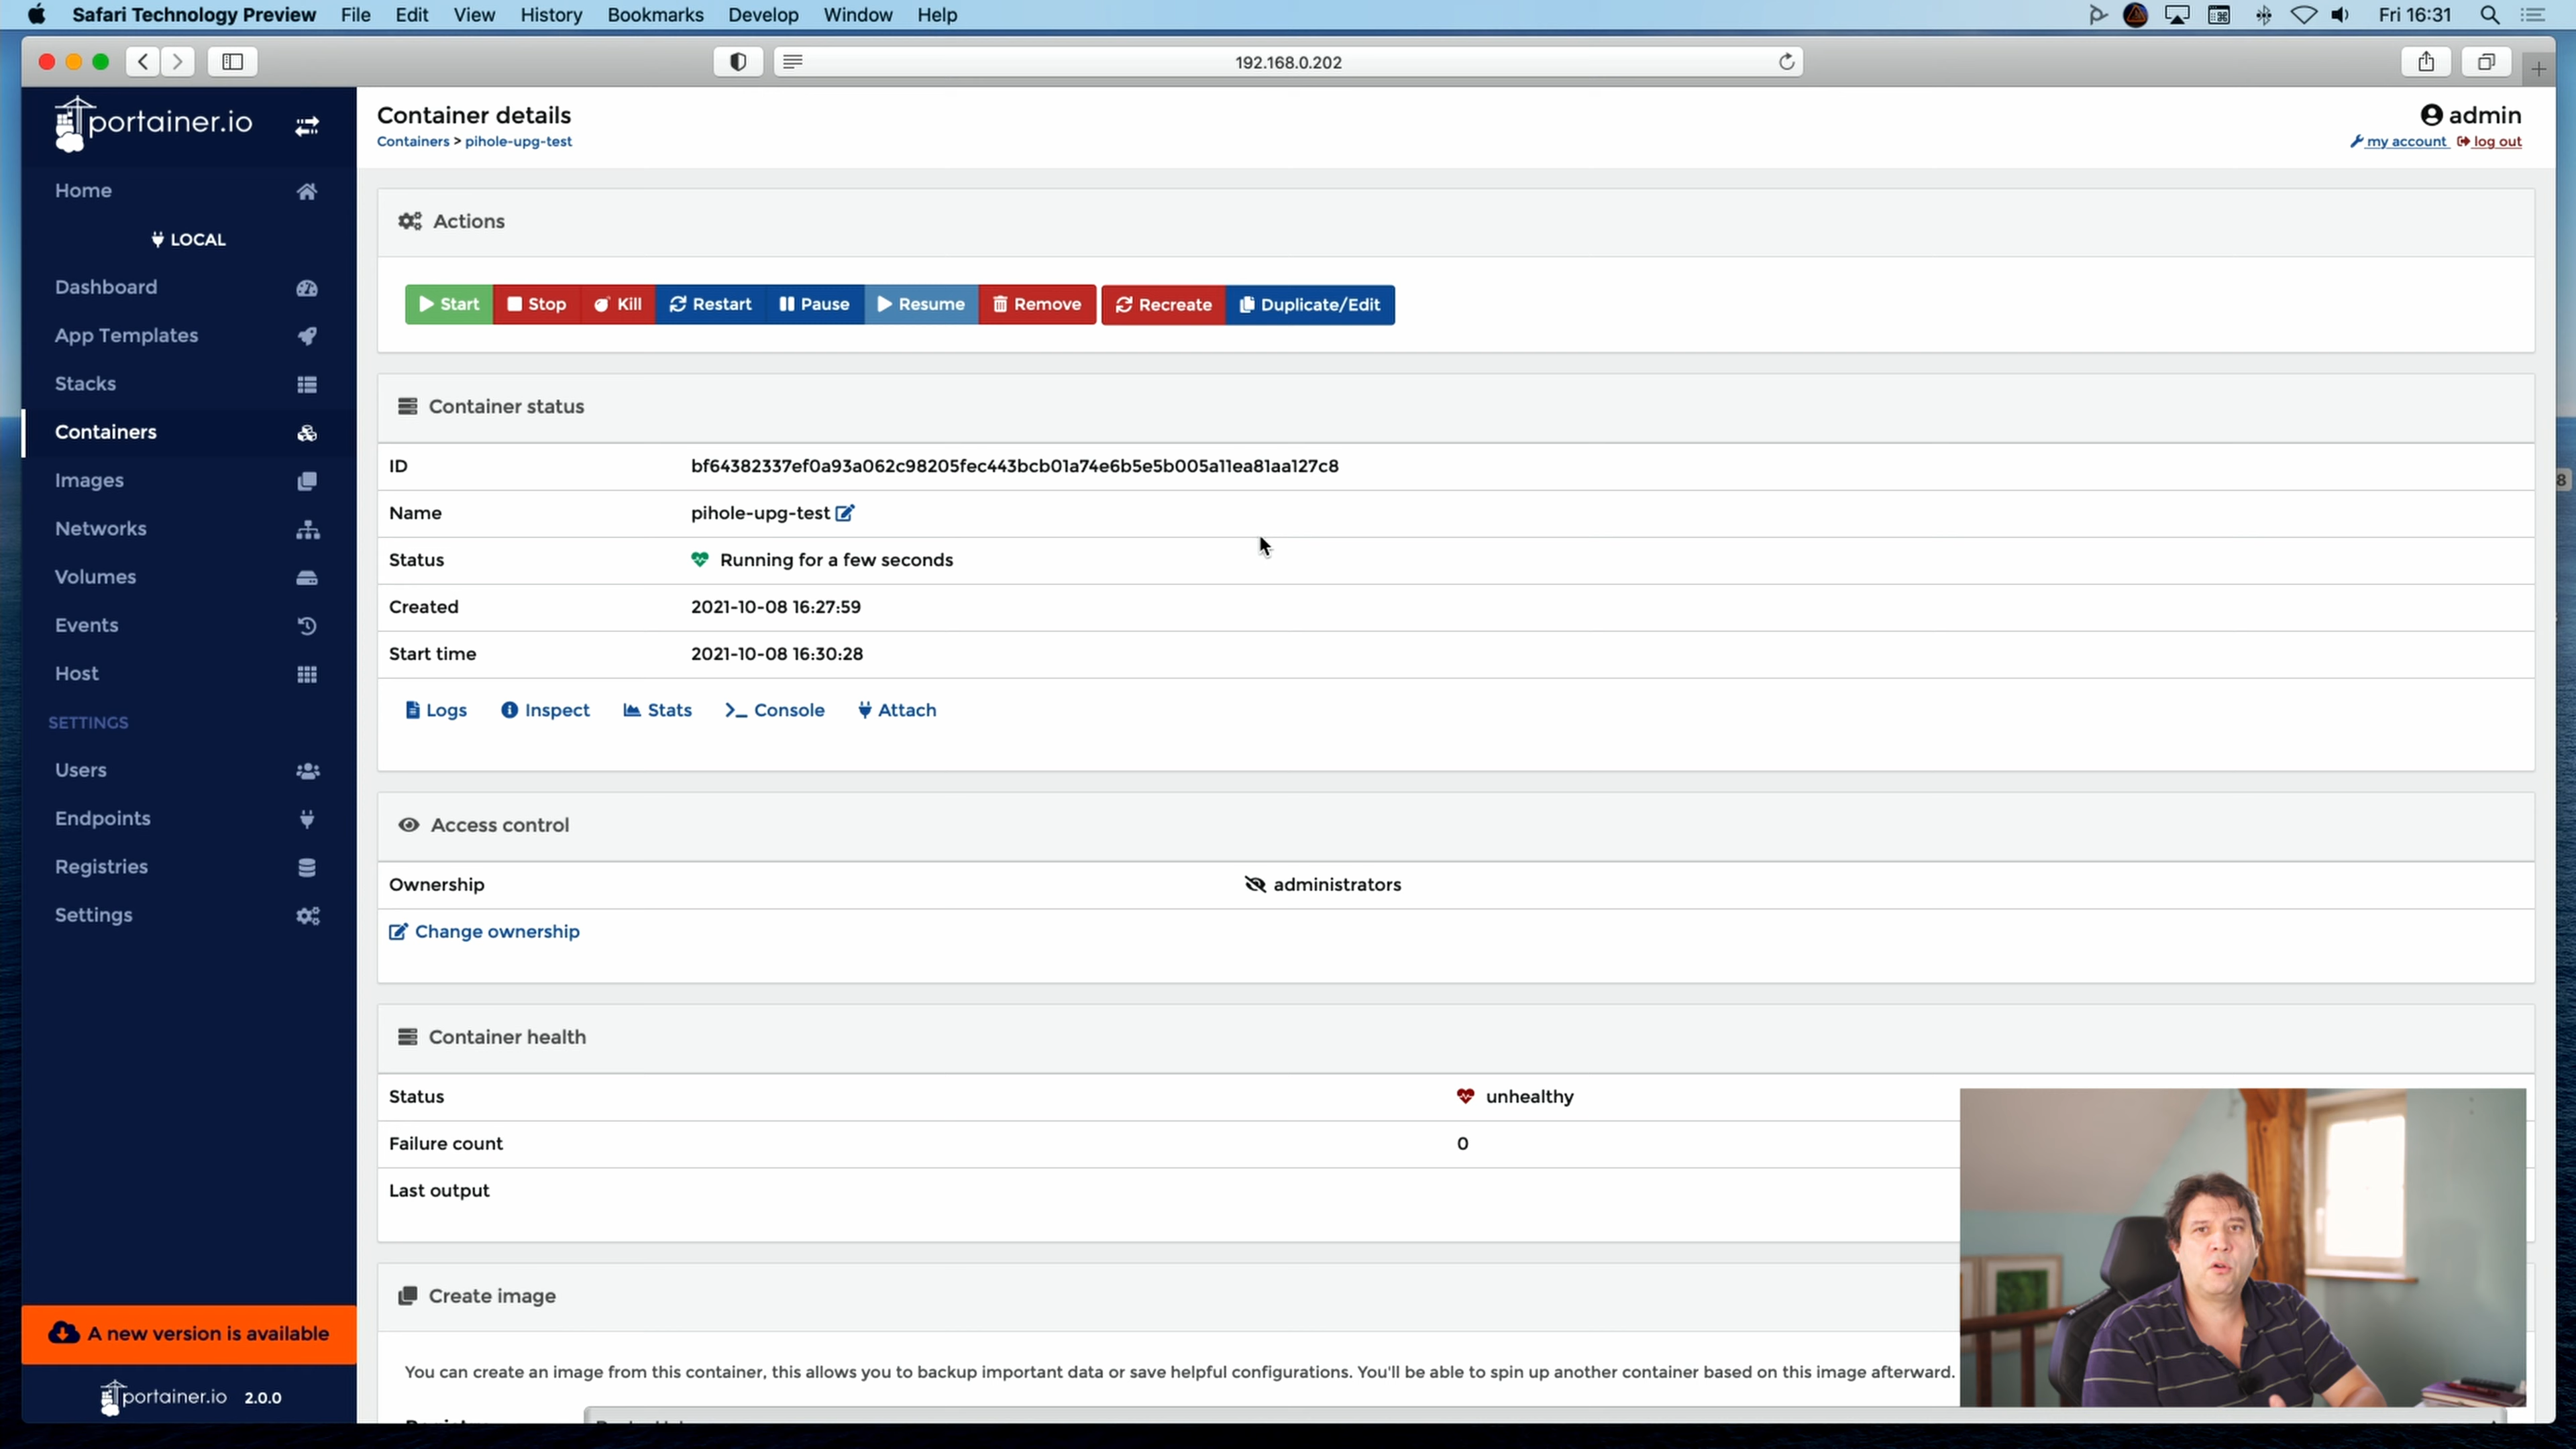 Safari Technology Preview File Edit View History Bookmarks Develop Window Help Fri 16:31
192.168.0.202
portainer.io
Container details
admin
Containers > pihole-upg-test
my account log out
Home
LOCAL
Dashboard
App Templates
Stacks
Containers
Images
Networks
Volumes
Events
Host
SETTINGS
Users
Endpoints
Registries
Settings
A new version is available
portainer.io 2.0.0
Actions
Start Stop Kill Restart Pause Resume Remove Recreate Duplicate/Edit
Container status
ID bf64382337ef0a93a062c98205fec443bcb01a74e6b5e5b005a11ea81aa127c8
Name pihole-upg-test
Status Running for a few seconds
Created 2021-10-08 16:27:59
Start time 2021-10-08 16:30:28
Logs Inspect Stats Console Attach
Access control
Ownership administrators
Change ownership
Container health
Status unhealthy
Failure count 0
Last output
Create image
You can create an image from this container, this allows you to backup important data or save helpful configurations. You'll be able to spin up another container based on this image afterward.
8